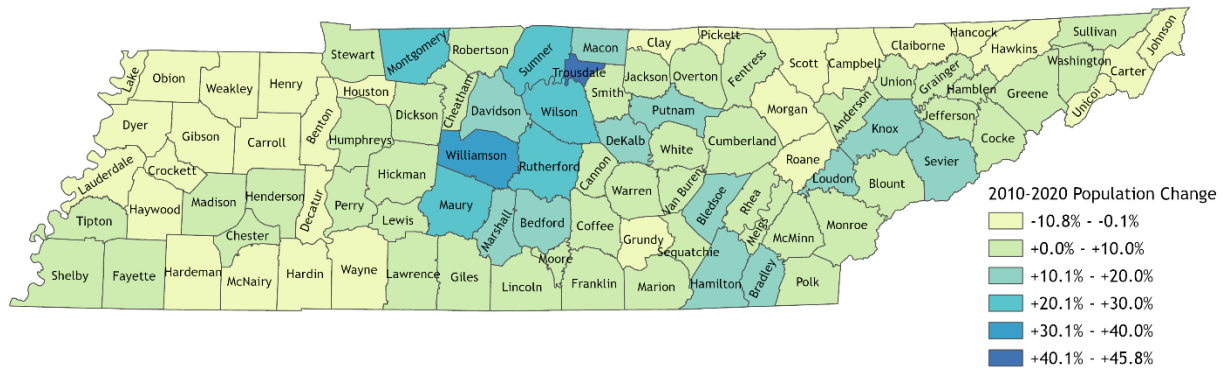 Stewart
Montgomery
Robertson
Sumner
Macon
Clay
Pickett
Scott
Campbell
Claiborne
Hancock
Hawkins
Sullivan
Johnson
Lake
Obion
Weakley
Henry
Houston
Cheatham
Davidson
Trousdale
Wilson
Smith
Jackson
Overton
Fentress
Morgan
Anderson
Union
Grainger
Hamblen
Jefferson
Greene
Washington
Carter
Unicoi
Dyer
Gibson
Carroll
Benton
Humphreys
Dickson
Williamson
Rutherford
Cannon
DeKalb
Putnam
White
Cumberland
Roane
Loudon
Knox
Sevier
Cocke
Blount
Lauderdale
Crockett
Haywood
Madison
Henderson
Decatur
Perry
Hickman
Lewis
Maury
Marshall
Bedford
Coffee
Warren
Van Buren
Bledsoe
Rhea
Meigs
McMinn
Monroe
Tipton
Chester
Grundy
Sequatchie
Shelby
Fayette
Hardeman
McNairy
Hardin
Wayne
Lawrence
Giles
Lincoln
Moore
Franklin
Marion
Hamilton
Bradley
Polk
2010-2020 Population Change
-10.8% - -0.1%
+0.0% - +10.0%
+10.1% - +20.0%
+20.1% - +30.0%
+30.1% - +40.0%
+40.1% - +45.8%